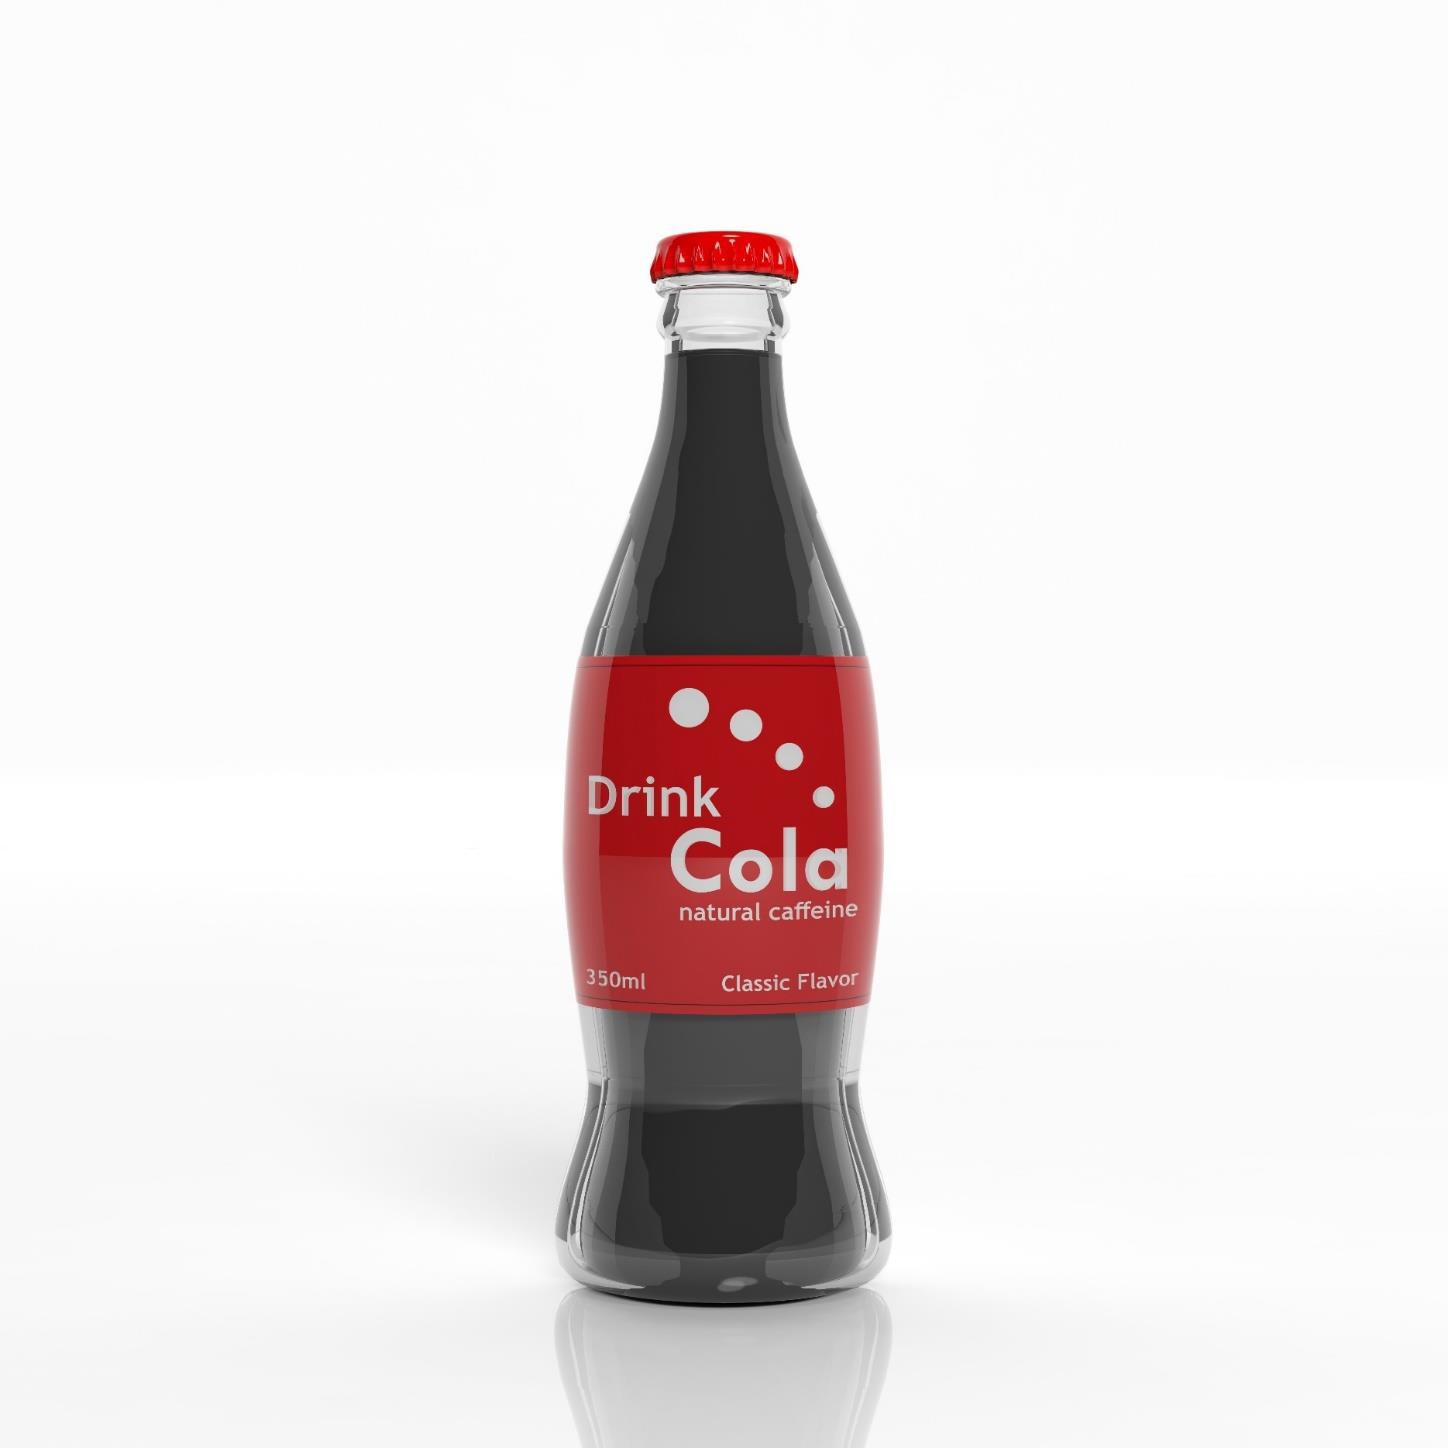 Drink
Cola
natural caffeine
350ml
Classic Flavor